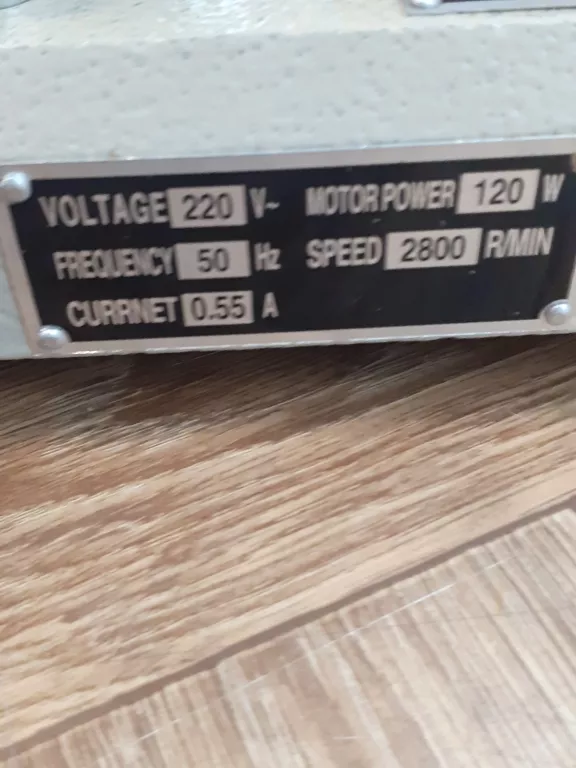 VOLTAGE 220 V~ MOTOR POWER 120 W
FREQUENCY 50 Hz SPEED 2800 R/MIN
CURRNET 0.55 A